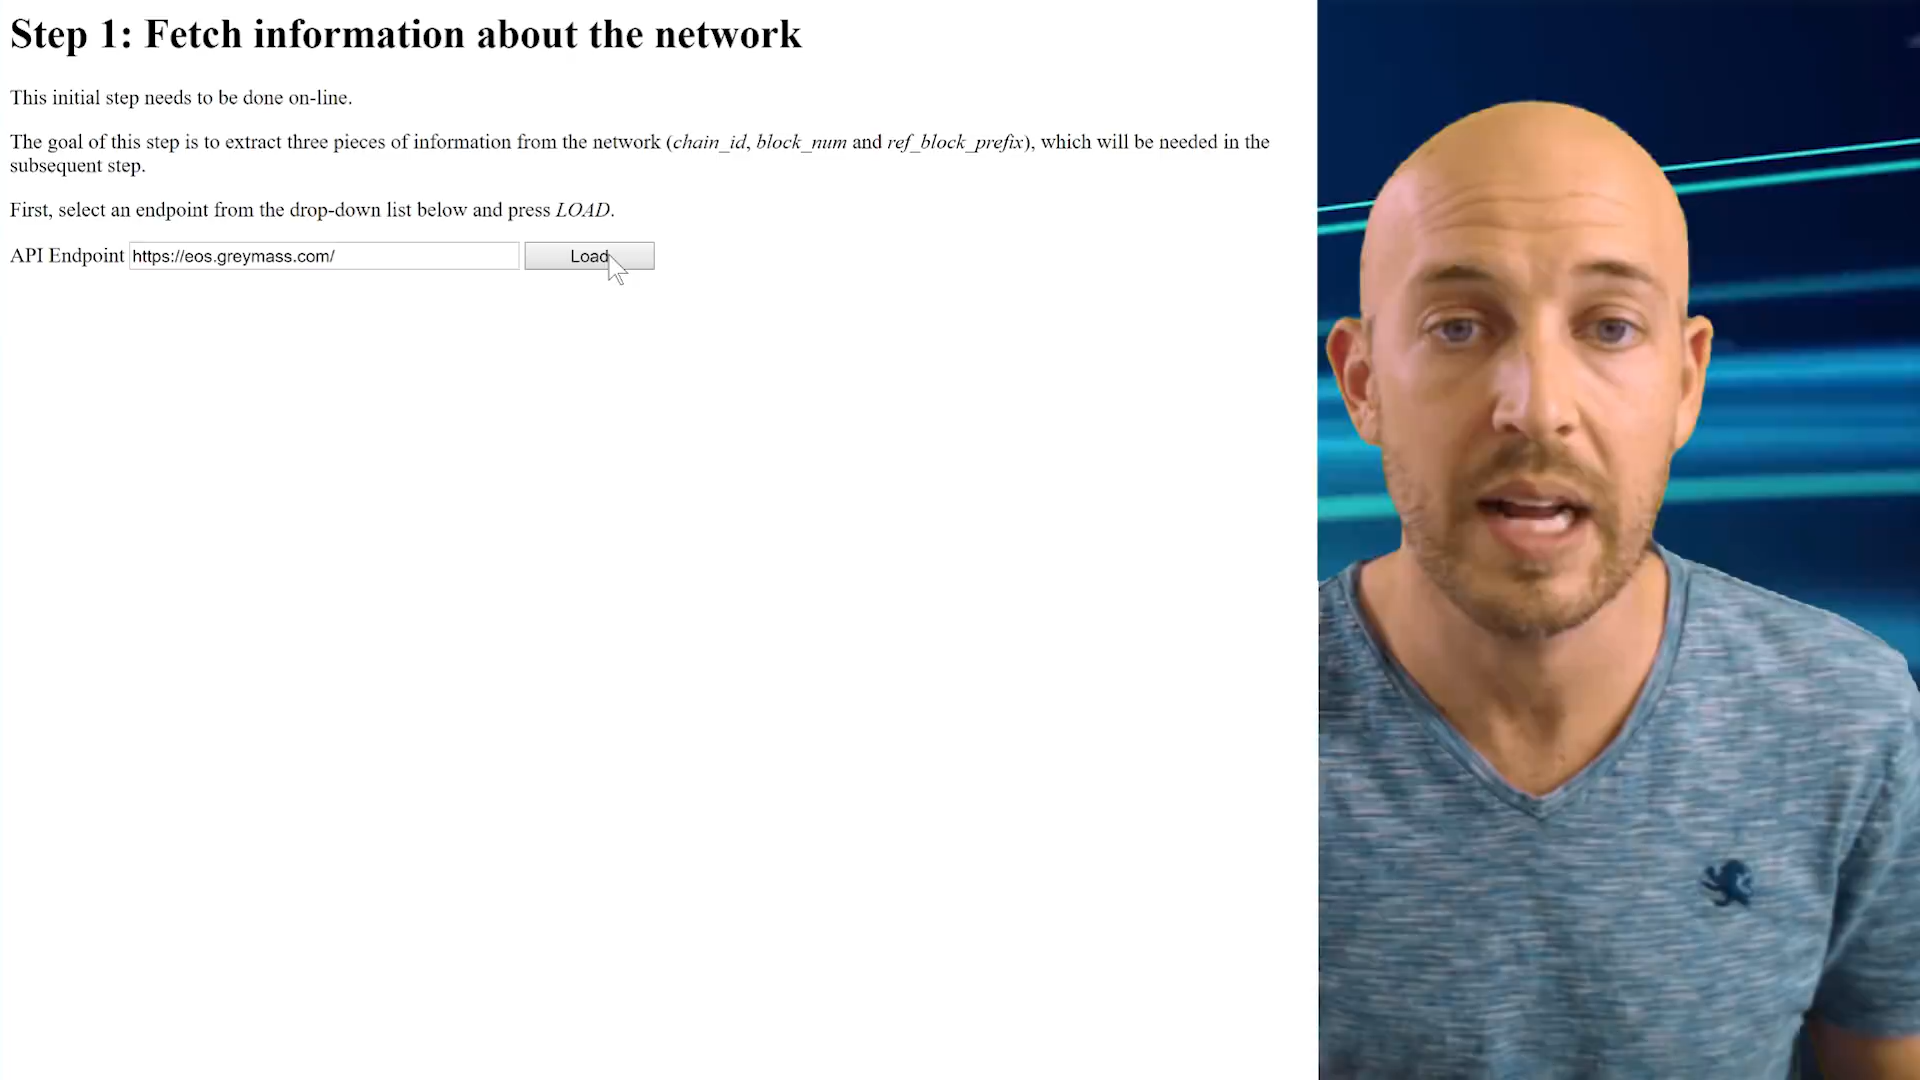 Step 1: Fetch information about the network
This initial step needs to be done on-line.
The goal of this step is to extract three pieces of information from the network (chain_id, block_num and ref_block_prefix), which will be needed in the
subsequent step.
First, select an endpoint from the drop-down list below and press LOAD.
API Endpoint https://eos.greymass.com/ Load